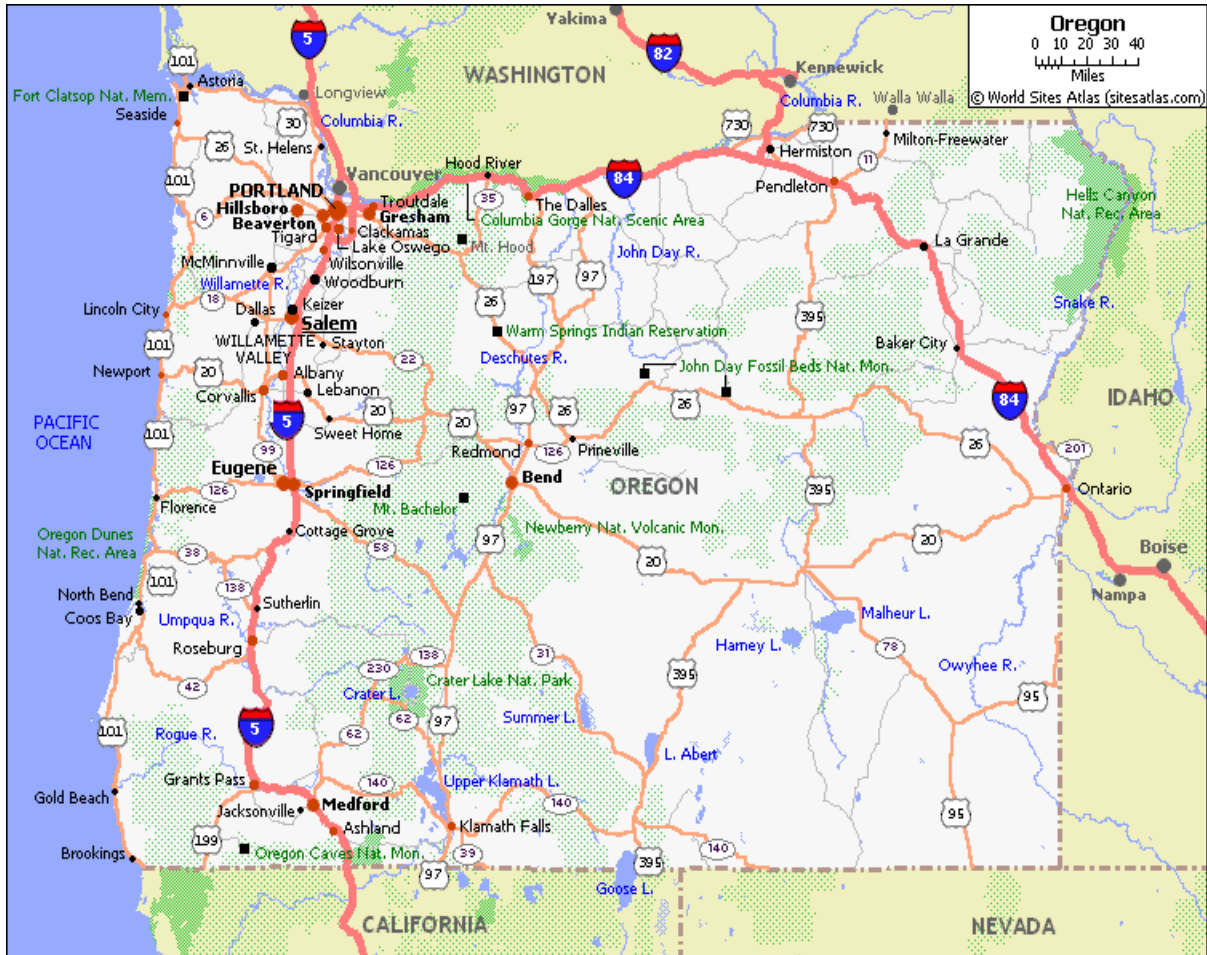 Oregon
0 10 20 30 40
Miles
© World Sites Atlas (sitesatlas.com)
Yakima
5
82
WASHINGTON
Kennewick
101
Astoria
Longview
Columbia R.
Walla Walla
Fort Clatsop Nat. Mem.
Seaside
Columbia R.
30
730
730
Milton-Freewater
26
St. Helens
Hermiston
Hood River
11
Vancouver
84
Pendleton
101
PORTLAND
Troutdale
35
The Dalles
Hells Canyon
Nat. Rec. Area
Hillsboro
Gresham
6
Beaverton
Columbia Gorge Nat. Scenic Area
Clackamas
Tigard
Lake Oswego
Mt. Hood
John Day R.
La Grande
McMinnville
Wilsonville
Willamette R.
Woodburn
197
97
18
26
Snake R.
Lincoln City
Dallas
Keizer
395
Salem
Warm Springs Indian Reservation
101
WILLAMETTE
VALLEY
Stayton
22
Deschutes R.
Baker City
Newport
20
Albany
John Day Fossil Beds Nat. Mon.
Corvallis
Lebanon
84
IDAHO
PACIFIC
OCEAN
5
20
97
26
26
Sweet Home
20
101
99
Redmond
126
Prineville
26
201
Eugene
126
Bend
OREGON
126
Springfield
395
Ontario
Florence
Mt. Bachelor
Newberry Nat. Volcanic Mon.
Oregon Dunes
Nat. Rec. Area
Cottage Grove
38
58
97
20
20
Boise
101
138
Nampa
North Bend
Coos Bay
Sutherlin
Umpqua R.
Malheur L.
Roseburg
Harney L.
78
138
31
230
Owyhee R.
42
Crater Lake Nat. Park
395
Crater L.
95
Summer L.
101
5
62
97
Rogue R.
62
L. Abert
Grants Pass
140
Upper Klamath L.
Gold Beach
140
Jacksonville
Medford
95
Ashland
Klamath Falls
199
140
Brookings
Oregon Caves Nat. Mon.
39
395
97
Goose L.
CALIFORNIA
NEVADA